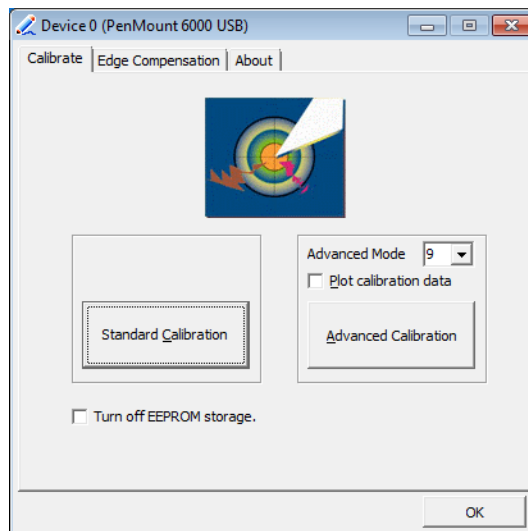 Device 0 (PenMount 6000 USB)
Calibrate Edge Compensation About
Advanced Mode 9
Plot calibration data
Standard Calibration
Advanced Calibration
Turn off EEPROM storage.
OK